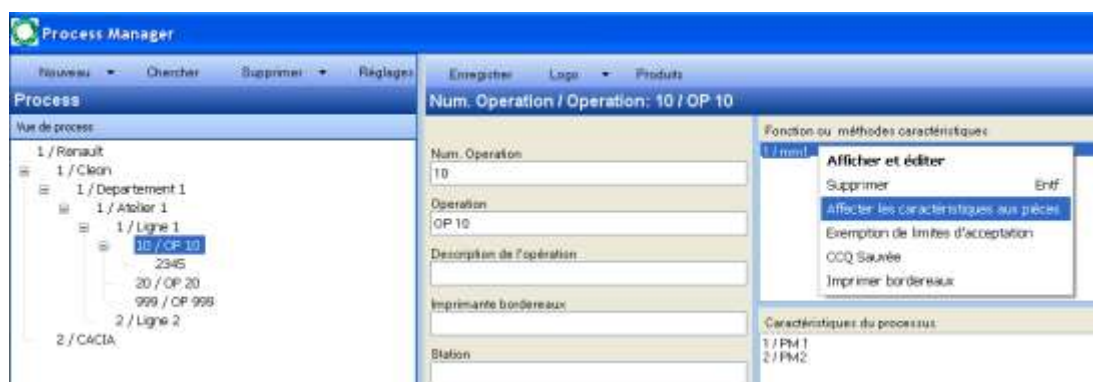 Process Manager
Nouveau Chercher Supprimer Réglages
Enregistrer Logo Produits
Process
Num. Operation / Operation: 10 / OP 10
Vue de process
1 / Renault
1 / Cleon
1 / Departement 1
1 / Atelier 1
1 / Ligne 1
10 / OP 10
2345
20 / OP 20
999 / OP 999
2 / Ligne 2
2 / CACIA
Num. Operation
10
Operation
OP 10
Description de l'opération
Imprimante bordereaux
Station
Fonction ou méthodes caractéristiques
Afficher et éditer
Supprimer Entf
Affecter les caractéristiques aux pièces
Exemption de limites d'acceptation
CCQ Sauvée
Imprimer bordereaux
Caractéristiques du processus
1 / PM 1
2 / PM2